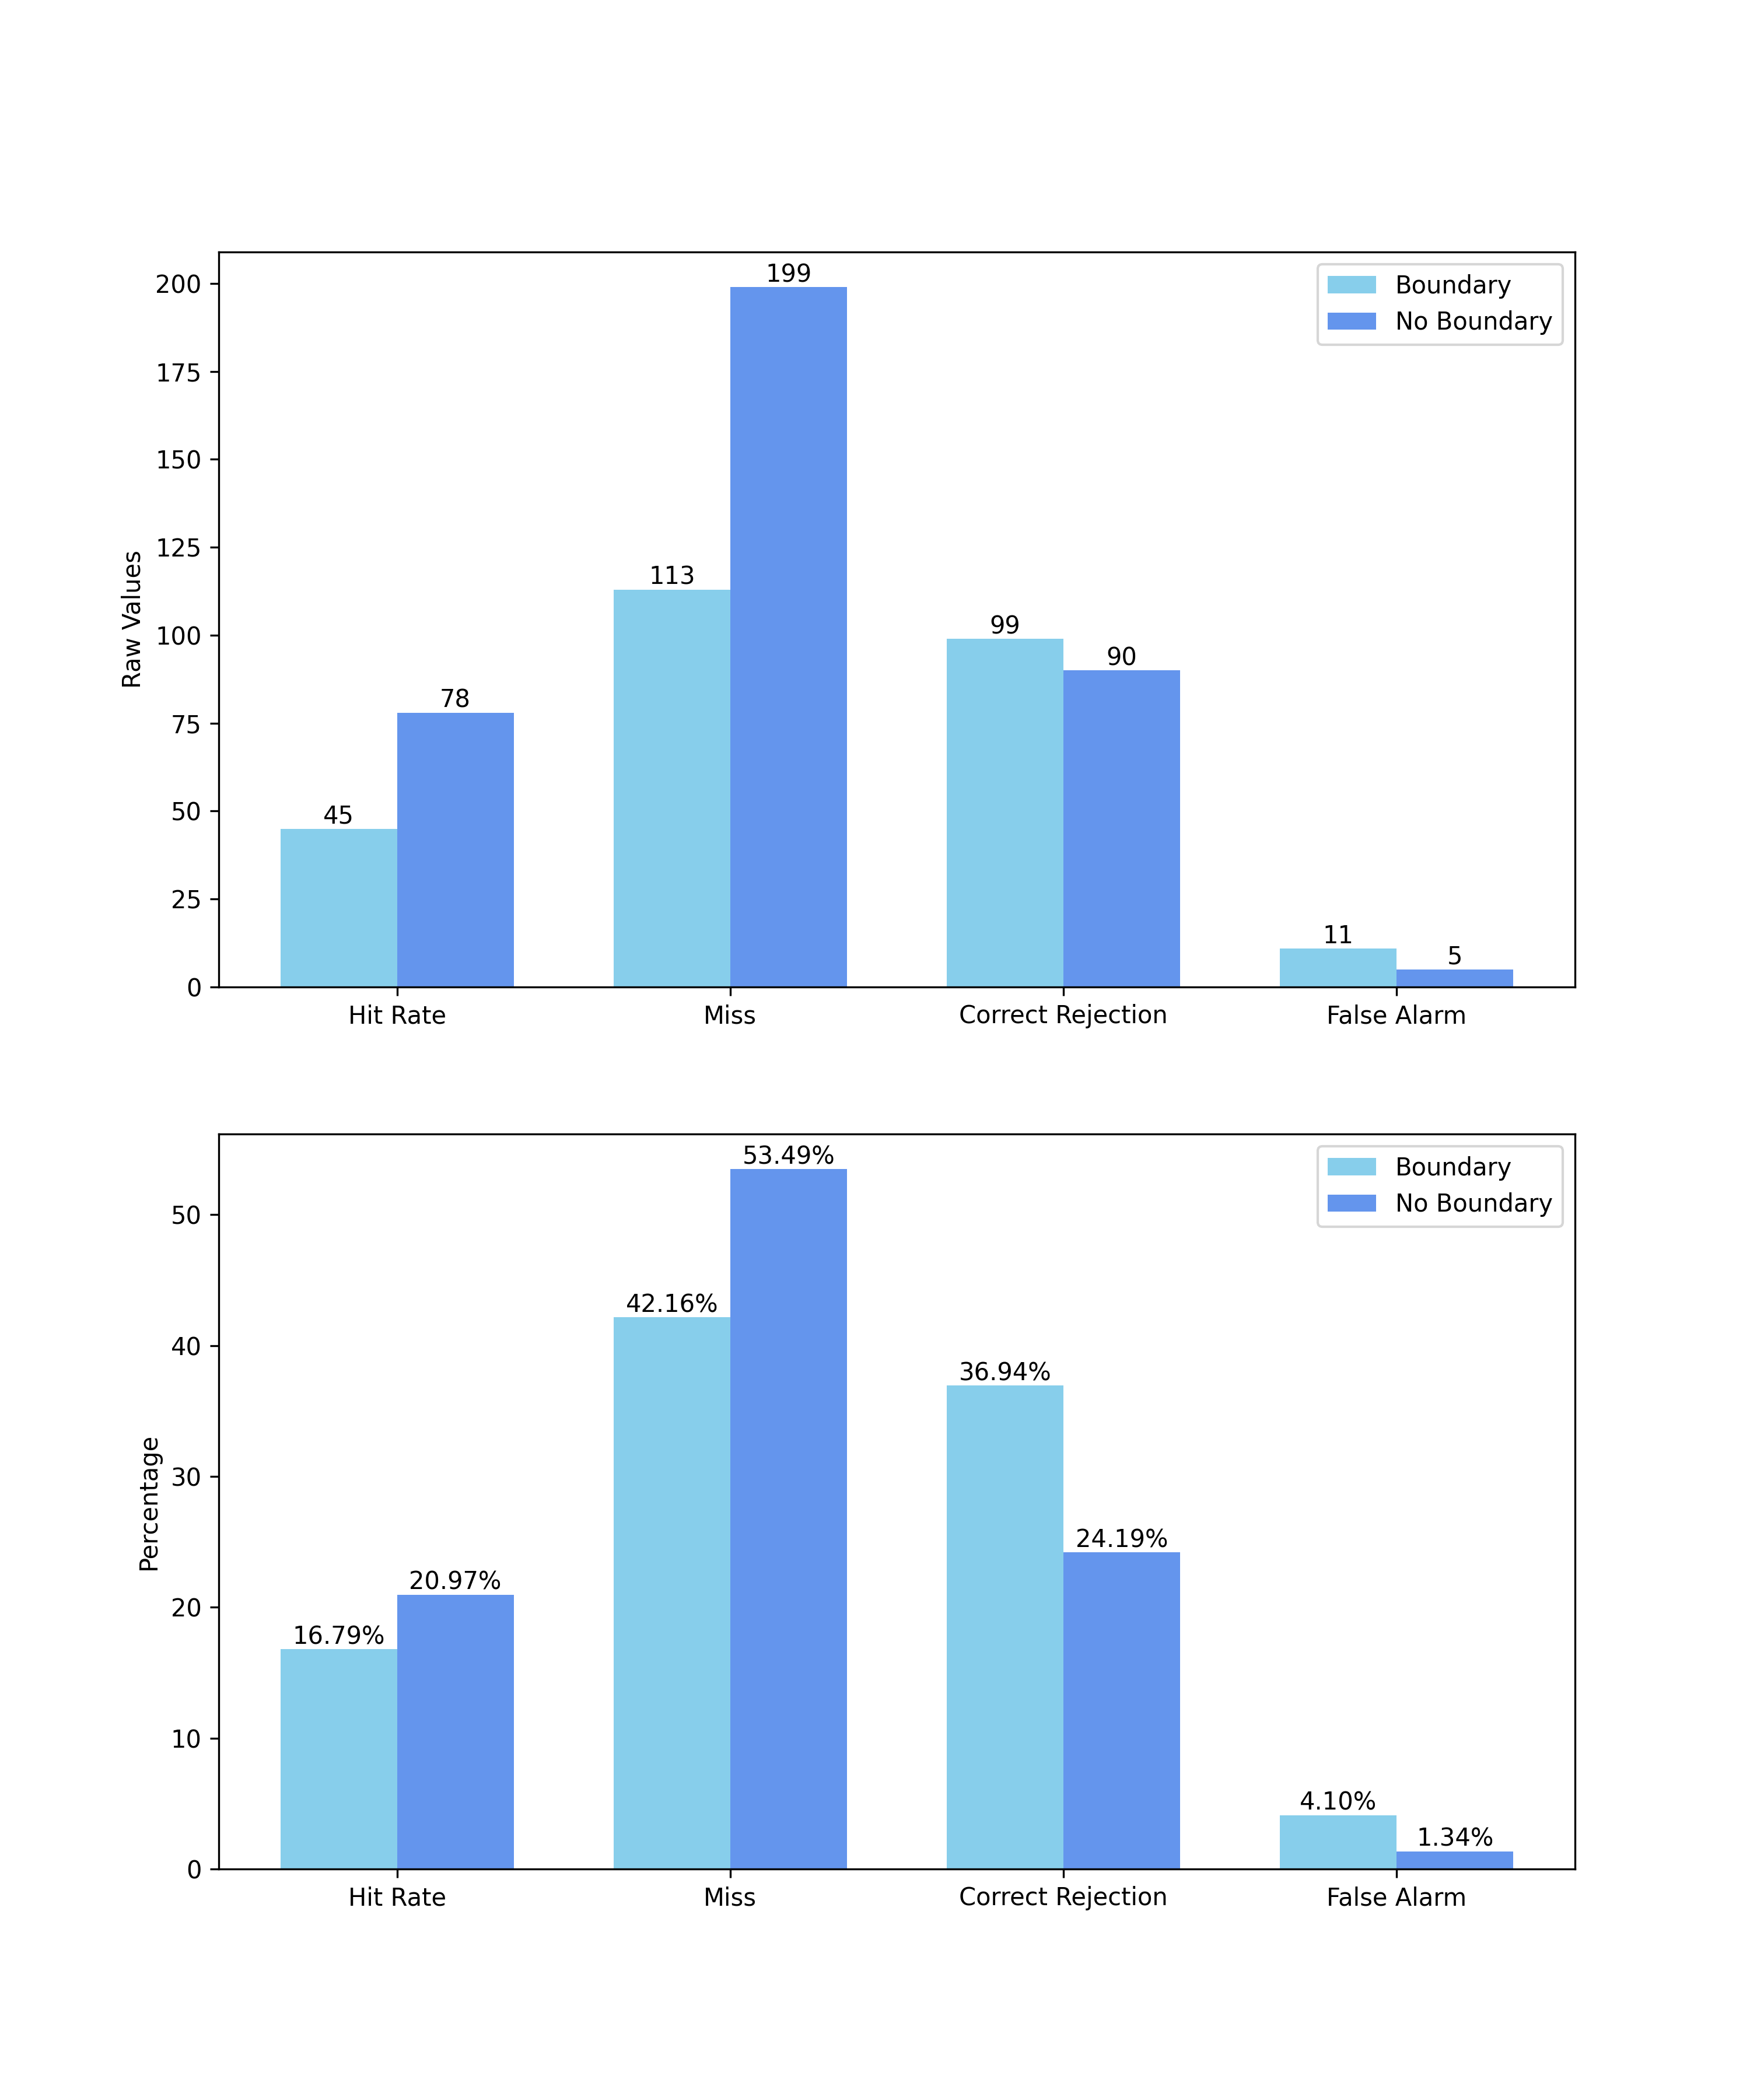 Raw Values
200
175
150
125
100
75
50
25
0
45
78
113
199
99
90
11
5
Boundary
No Boundary
Hit Rate
Miss
Correct Rejection
False Alarm
Percentage
50
40
30
20
10
0
16.79%
20.97%
42.16%
53.49%
36.94%
24.19%
4.10%
1.34%
Boundary
No Boundary
Hit Rate
Miss
Correct Rejection
False Alarm